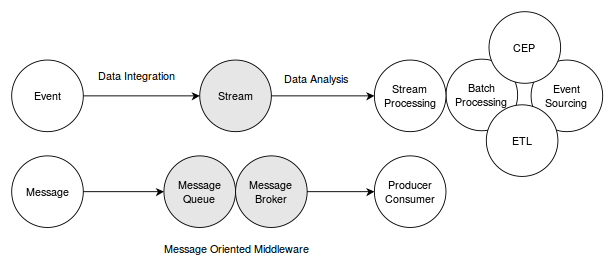 CEP
Data Integration
Data Analysis
Event
Stream
Stream
Processing
Batch
Processing
Event
Sourcing
ETL
Message
Message
Queue
Message
Broker
Producer
Consumer
Message Oriented Middleware